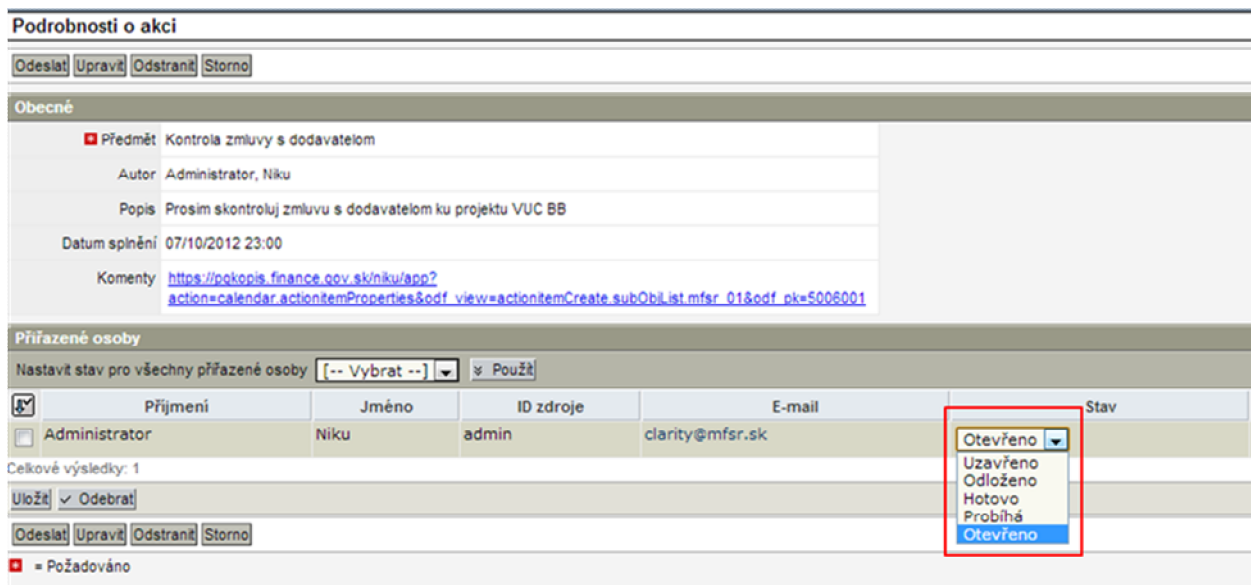 Podrobnosti o akci
Odeslat Upravit Odstranit Storno
Obecné
Předmět Kontrola zmluvy s dodavatelom
Autor Administrator, Niku
Popis Prosim skontroluj zmluvu s dodavatelom ku projektu VUC BB
Datum splnění 07/10/2012 23:00
Komenty https://pqkopis.finance.gov.sk/niku/app?
action=calendar.actionitemProperties&odf_view=actionitemCreate.subObjList.mfsr_01&odf_pk=5006001
Přiřazené osoby
Nastavit stav pro všechny přiřazené osoby [-- Vybrat --] Použít
Příjmení Jméno ID zdroje E-mail Stav
Administrator Niku admin clarity@mfsr.sk Otevřeno
Uzavřeno
Odloženo
Hotovo
Probíhá
Otevřeno
Celkové výsledky: 1
Uložit Odebrat
Odeslat Upravit Odstranit Storno
= Požadováno